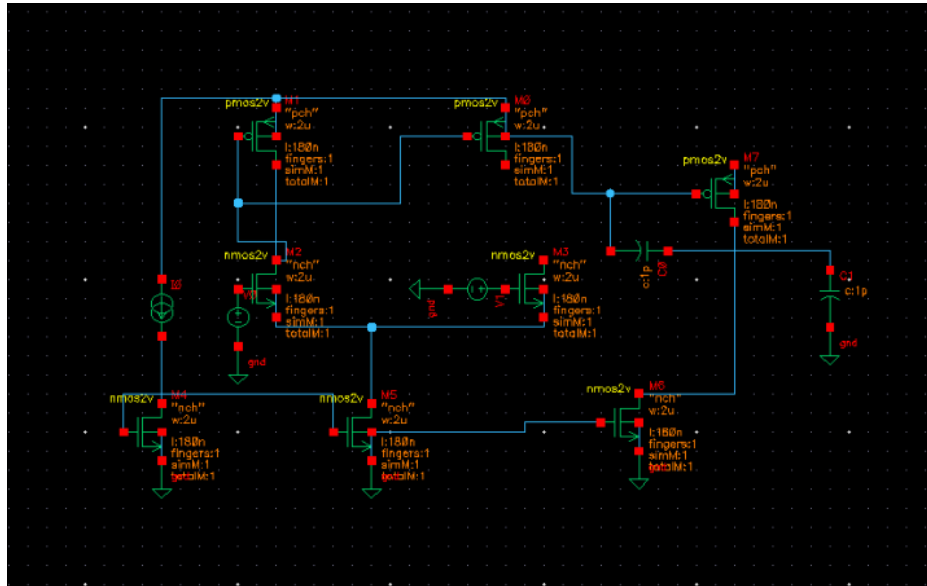 pmos2v M1
"pch"
w:2u
l:180n
fingers:1
simM:1
totalM:1
pmos2v M0
"pch"
w:2u
l:180n
fingers:1
simM:1
totalM:1
pmos2v M7
"pch"
w:2u
l:180n
fingers:1
simM:1
totalM:1
nmos2v M2
"nch"
w:2u
l:180n
fingers:1
simM:1
totalM:1
gnd
nmos2v M3
"nch"
w:2u
l:180n
fingers:1
simM:1
totalM:1
V1
gnd
C0
c:1p
C1
c:1p
gnd
I0
nmos2v M4
"nch"
w:2u
l:180n
fingers:1
simM:1
totalM:1
nmos2v M5
"nch"
w:2u
l:180n
fingers:1
simM:1
totalM:1
nmos2v M6
"nch"
w:2u
l:180n
fingers:1
simM:1
totalM:1